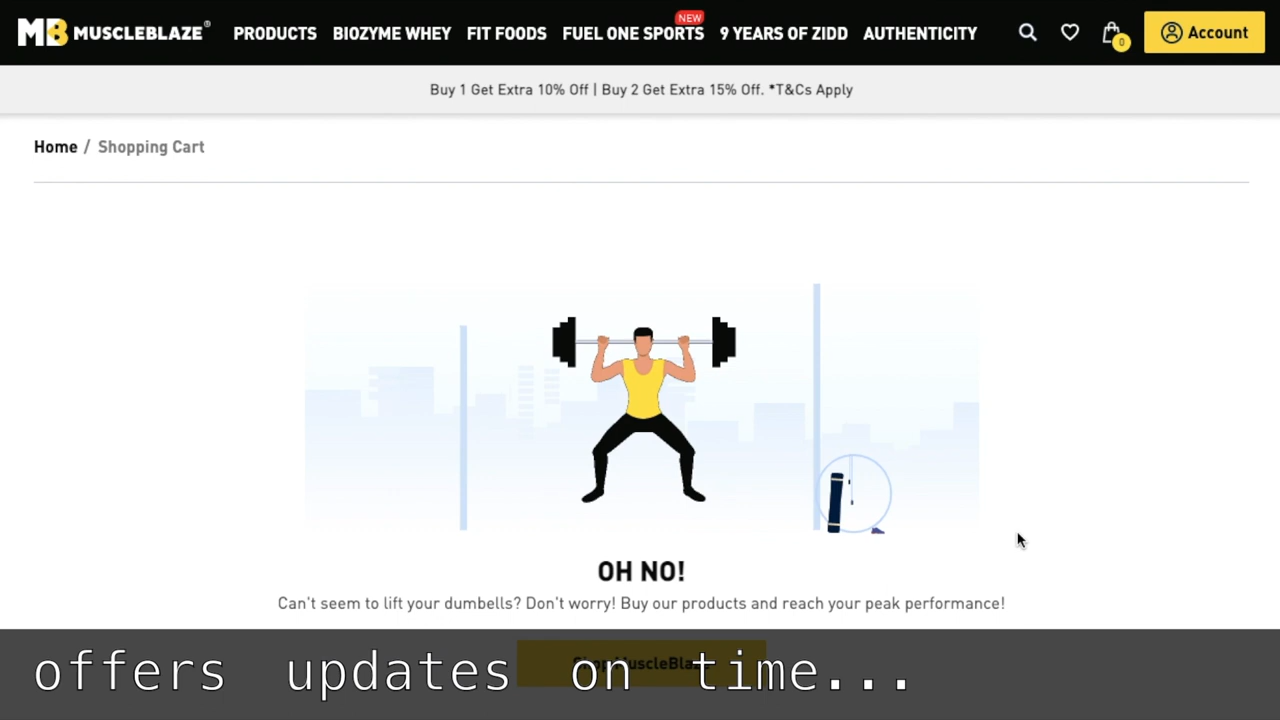 MB MUSCLEBLAZE® PRODUCTS BIOZYME WHEY FIT FOODS FUEL ONE SPORTS NEW 9 YEARS OF ZIDD AUTHENTICITY 0 Account
Buy 1 Get Extra 10% Off | Buy 2 Get Extra 15% Off. *T&Cs Apply
Home / Shopping Cart
OH NO!
Can't seem to lift your dumbells? Don't worry! Buy our products and reach your peak performance!
offers updates on time...